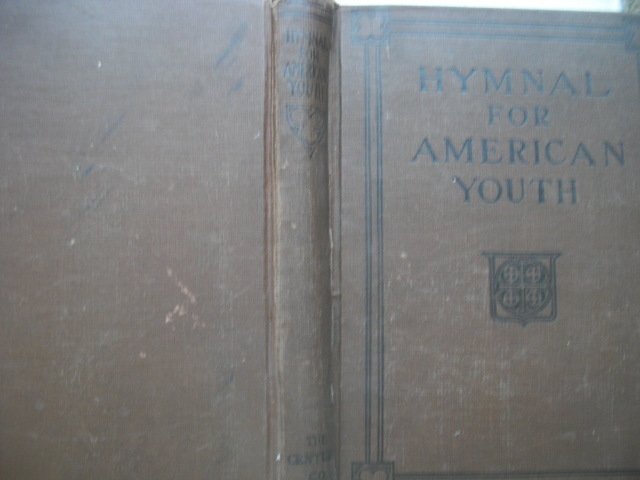 HYMNAL
FOR
AMERICAN
YOUTH
HYMNAL
FOR
AMERICAN
YOUTH
THE
CENTURY
CO.